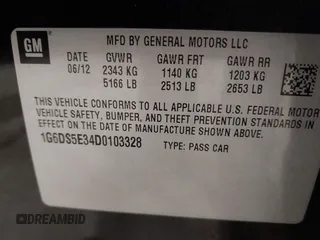 GM
MFD BY GENERAL MOTORS LLC
DATE GVWR GAWR FRT GAWR RR
06/12 2343 KG 1140 KG 1203 KG
5166 LB 2513 LB 2653 LB
THIS VEHICLE CONFORMS TO ALL APPLICABLE U.S. FEDERAL MOTOR
VEHICLE SAFETY, BUMPER, AND THEFT PREVENTION STANDARDS IN
EFFECT ON THE DATE OF MANUFACTURE SHOWN ABOVE.
1G6DS5E34D0103328 TYPE: PASS CAR
DREAMBID